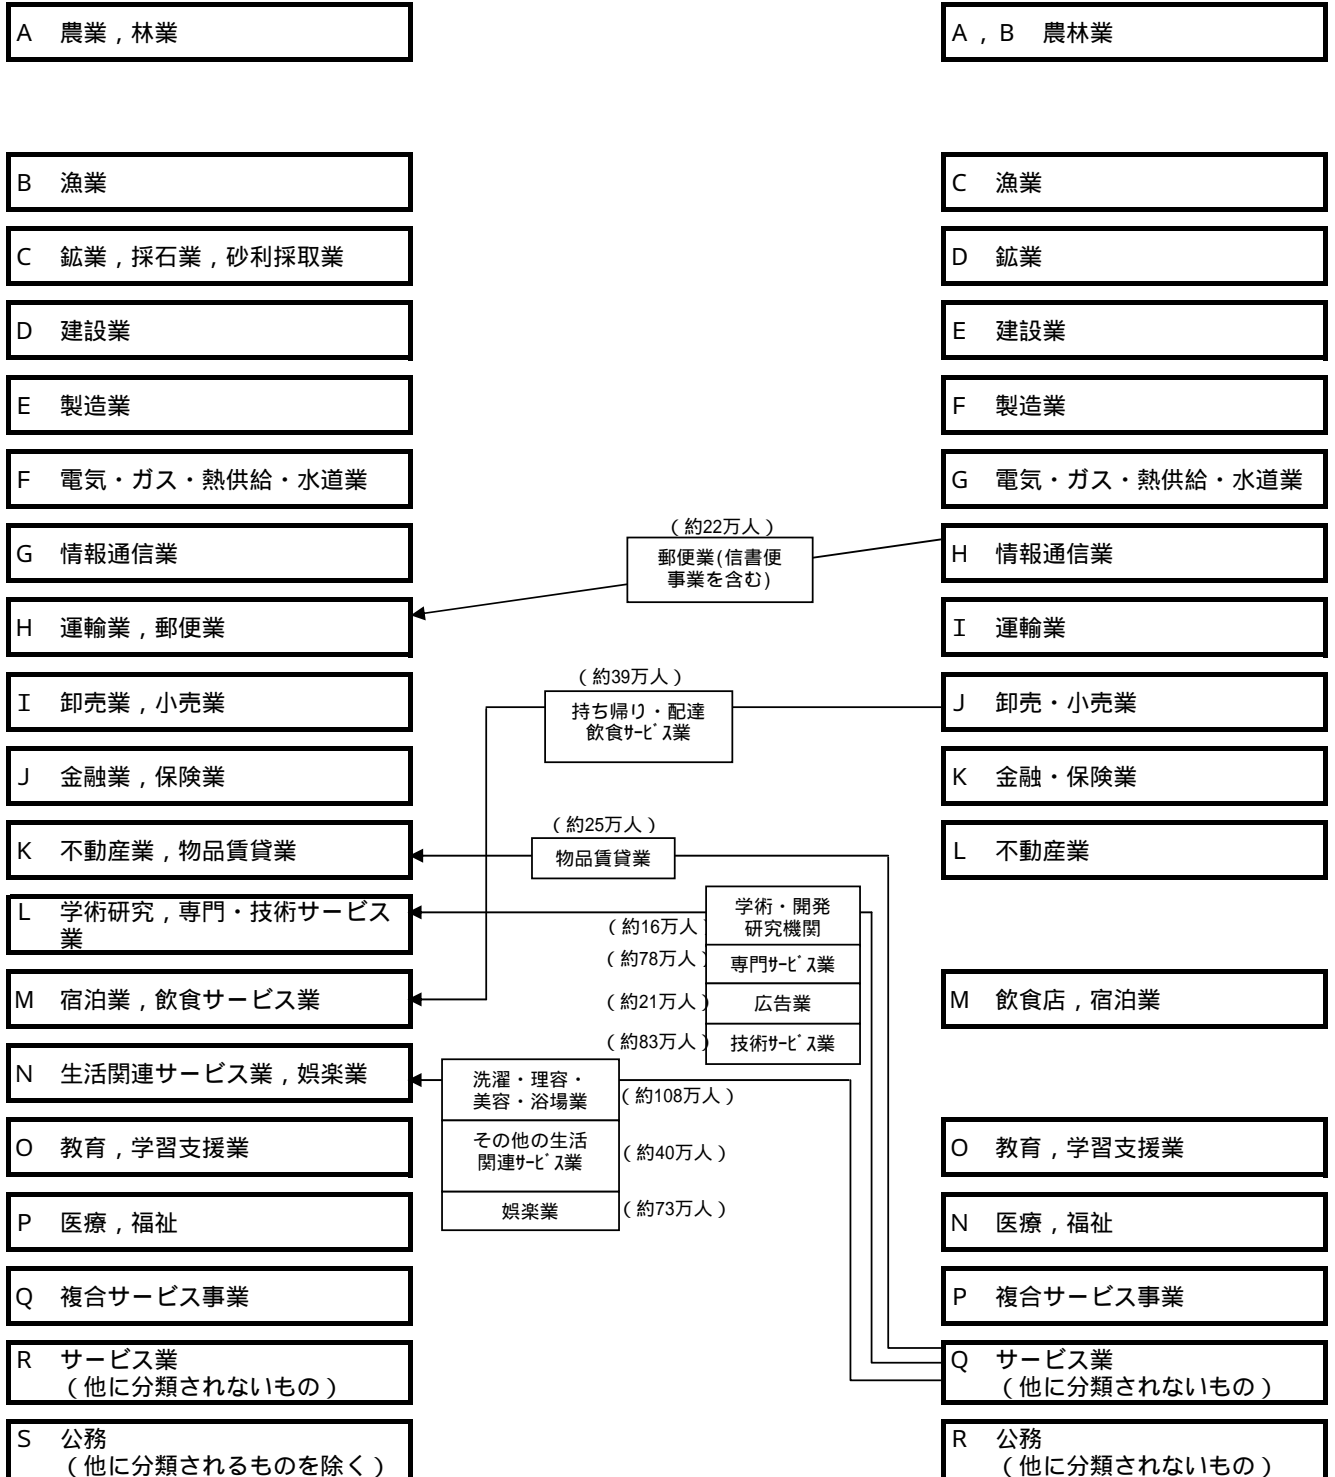 A　農業，林業
A，B　農林業
B　漁業
C　漁業
C　鉱業，採石業，砂利採取業
D　鉱業
D　建設業
E　建設業
E　製造業
F　製造業
F　電気・ガス・熱供給・水道業
G　電気・ガス・熱供給・水道業
（約22万人）
G　情報通信業
郵便業(信書便
事業を含む)
H　情報通信業
H　運輸業，郵便業
I　運輸業
（約39万人）
I　卸売業，小売業
持ち帰り・配達
飲食ｻｰﾋﾞｽ業
J　卸売・小売業
J　金融業，保険業
K　金融・保険業
（約25万人）
K　不動産業，物品賃貸業
物品賃貸業
L　不動産業
L　学術研究，専門・技術サービス
業
（約16万人
学術・開発
研究機関
（約78万人）
専門ｻｰﾋﾞｽ業
M　宿泊業，飲食サービス業
（約21万人）
広告業
M　飲食店，宿泊業
（約83万人）
技術ｻｰﾋﾞｽ業
N　生活関連サービス業，娯楽業
洗濯・理容・
美容・浴場業
（約108万人）
O　教育，学習支援業
その他の生活
関連ｻｰﾋﾞｽ業
（約40万人）
O　教育，学習支援業
P　医療，福祉
娯楽業
（約73万人）
N　医療，福祉
Q　複合サービス事業
P　複合サービス事業
R　サービス業
（他に分類されないもの）
Q　サービス業
（他に分類されないもの）
S　公務
（他に分類されるものを除く）
R　公務
（他に分類されないもの）